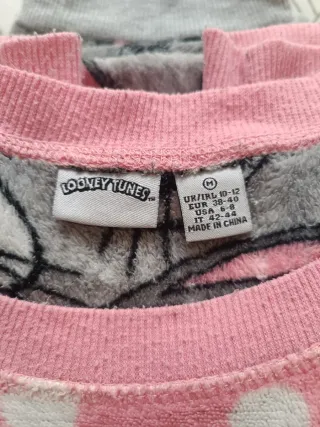 LOONEY TUNES
M
UK/IRL 10-12
EUR 38-40
USA 6-8
IT 42-44
MADE IN CHINA